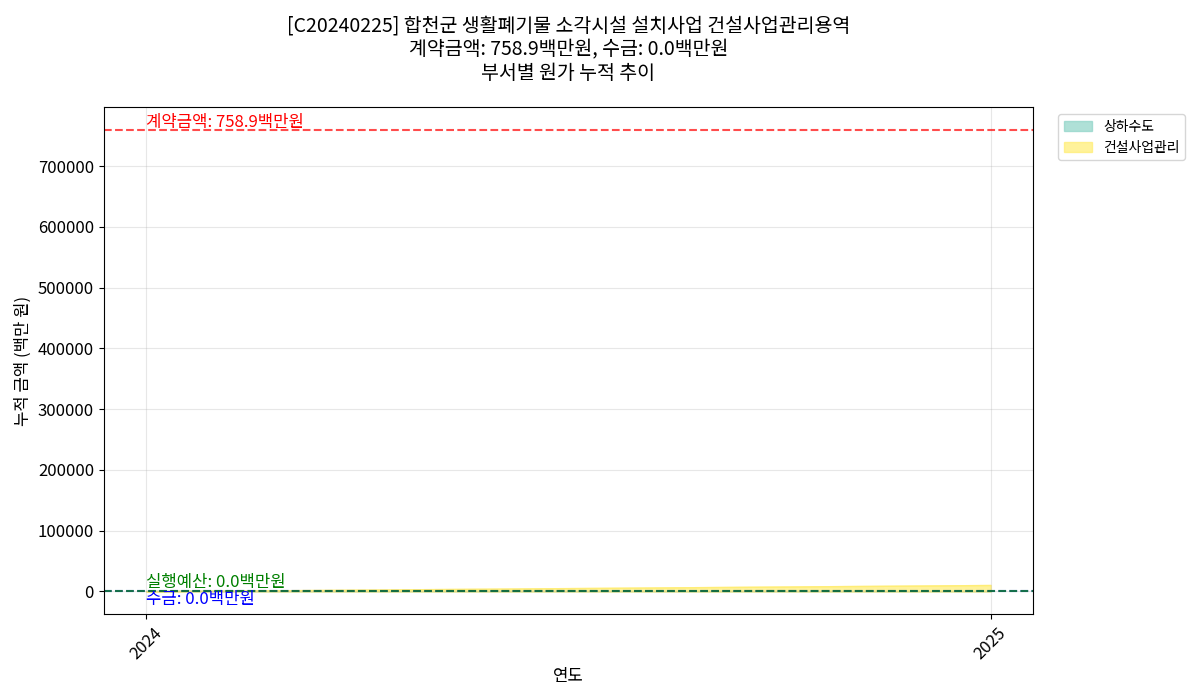 [C20240225] 합천군 생활폐기물 소각시설 설치사업 건설사업관리용역
계약금액: 758.9백만원, 수금: 0.0백만원
부서별 원가 누적 추이
계약금액: 758.9백만원
상하수도
건설사업관리
누적 금액 (백만 원)
700000
600000
500000
400000
300000
200000
100000
0
실행예산: 0.0백만원
수금: 0.0백만원
2024
2025
연도